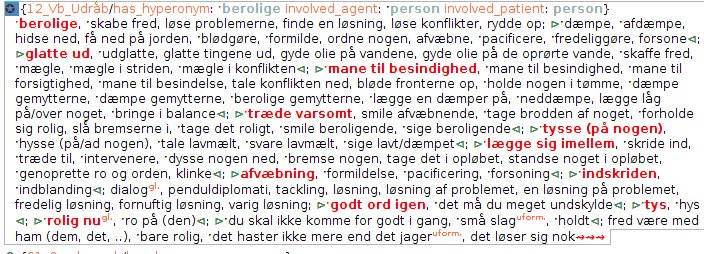 {12_Vb_Udråb/has_hyperonym: ·berolige involved_agent: ·person involved_patient: person}
·berolige, ·skabe fred, løse problemerne, finde en løsning, løse konflikter, rydde op; ▷·dæmpe, ·afdæmpe,
hidse ned, få ned på jorden, ·blødgøre, ·formilde, ordne nogen, afvæbne, ·pacificere, ·fredeliggøre, forsone◁;
▷glatte ud, ·udglatte, glatte tingene ud, gyde olie på vandene, gyde olie på de oprørte vande, ·skaffe fred,
·mægle, ·mægle i striden, ·mægle i konflikten◁; ▷·mane til besindighed, ·mane til besindighed, ·mane til
forsigtighed, ·mane til besindelse, tale konflikten ned, bløde fronterne op, ·holde nogen i tømme, ·dæmpe
gemytterne, ·dæmpe gemytterne, ·berolige gemytterne, ·lægge en dæmper på, ·neddæmpe, lægge låg
på/over noget, ·bringe i balance◁; ▷·træde varsomt, smile afvæbnende, ·tage brodden af noget, ·forholde
sig rolig, slå bremserne i, ·tage det roligt, ·smile beroligende, ·sige beroligende◁; ▷·tysse (på nogen),
·hysse (på/ad nogen), ·tale lavmælt, ·svare lavmælt, ·sige lavt/dæmpet◁; ▷·lægge sig imellem, ·skride ind,
·træde til, ·intervenere, ·dysse nogen ned, ·bremse nogen, tage det i opløbet, standse noget i opløbet,
·genoprette ro og orden, klinke◁; ▷·afvæbning, ·formildelse, ·pacificering, ·forsoning◁; ▷·indskriden,
·indblanding◁; dialog gl., penduldiplomati, tackling, løsning, løsning af problemet, en løsning på problemet,
fredelig løsning, fornuftig løsning, varig løsning; ▷·godt ord igen, ·det må du meget undskylde◁; ▷·tys, ·hys
◁; ▷·rolig nu gl., ·ro på (den)◁; ▷·du skal ikke komme for godt i gang, ·små slag uform., ·holdt◁; fred være med
ham (dem, det, ..), ·bare rolig, ·det haster ikke mere end det jager uform., det løser sig nok